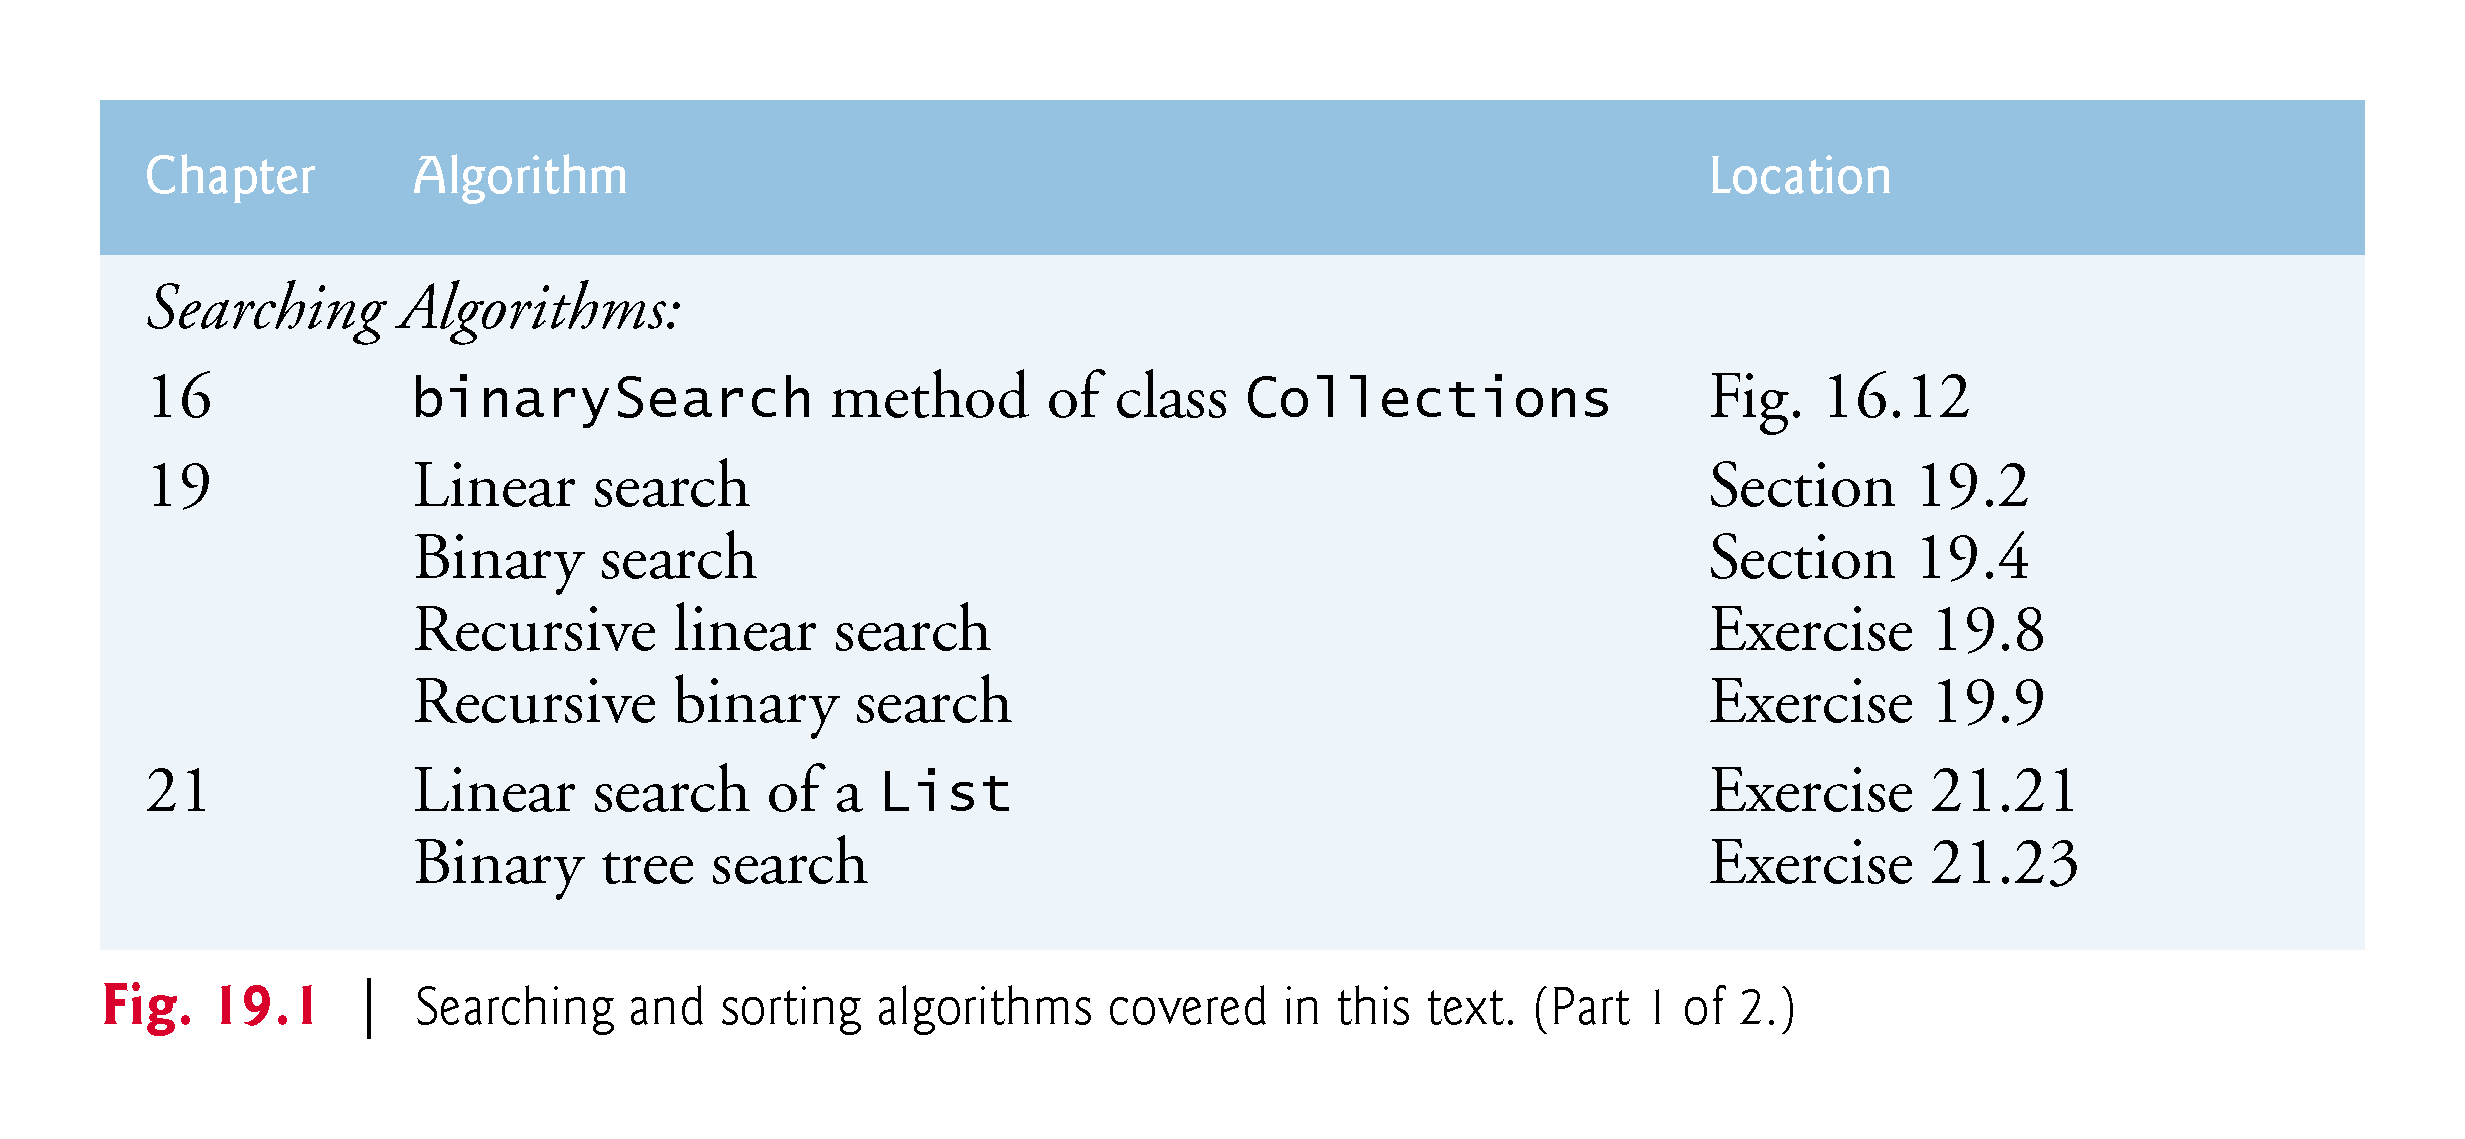 Chapter Algorithm Location
Searching Algorithms:
16 binarySearch method of class Collections Fig. 16.12
19 Linear search Section 19.2
Binary search Section 19.4
Recursive linear search Exercise 19.8
Recursive binary search Exercise 19.9
21 Linear search of a List Exercise 21.21
Binary tree search Exercise 21.23
Fig. 19.1 | Searching and sorting algorithms covered in this text. (Part 1 of 2.)